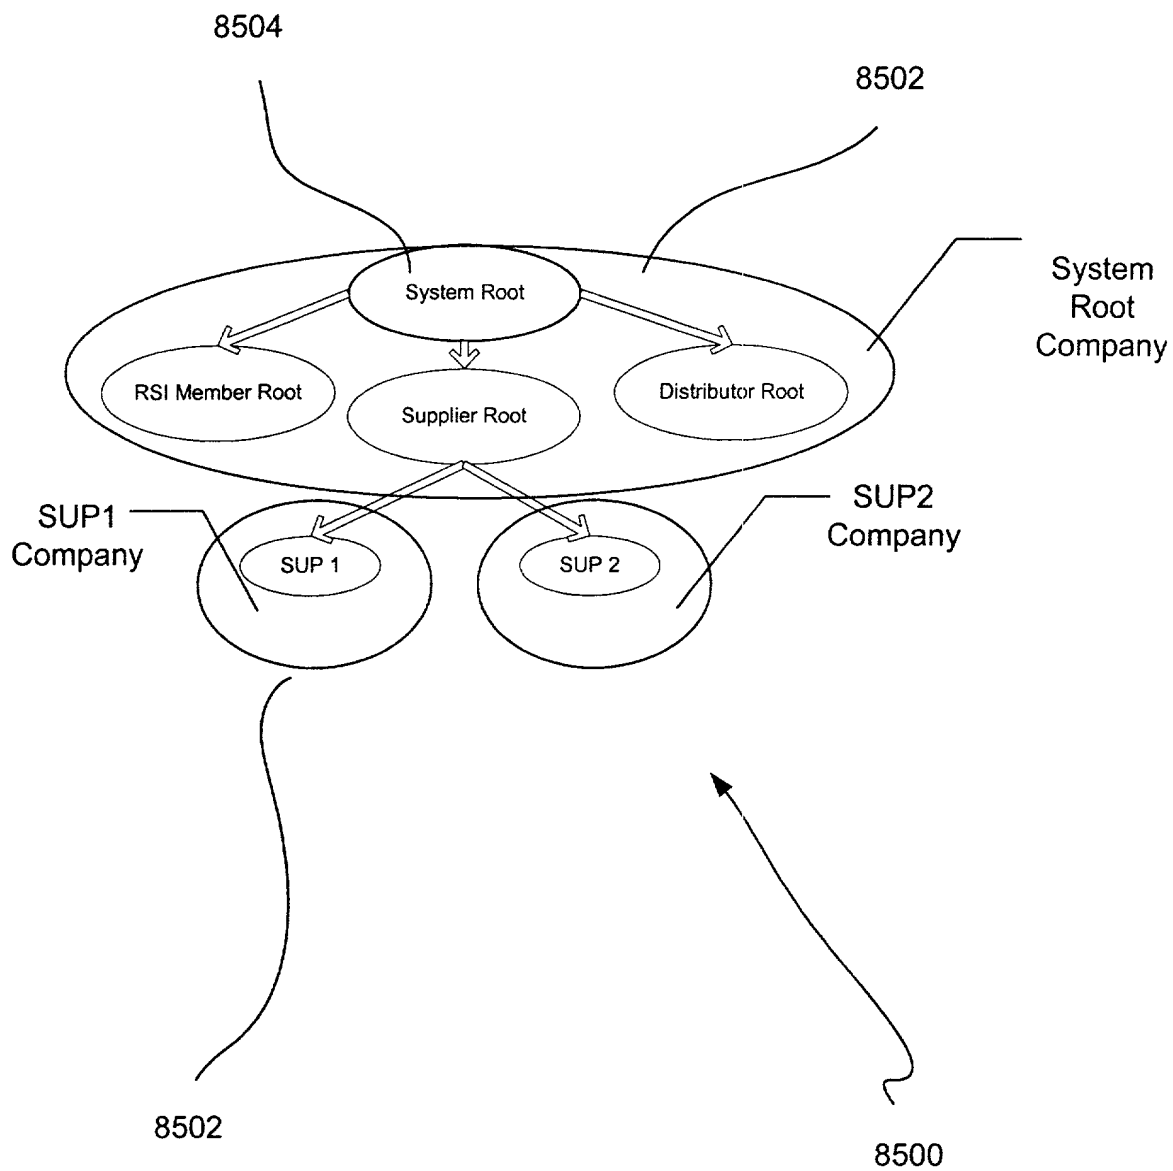 8504
8502
System Root
System
Root
Company
RSI Member Root
Supplier Root
Distributor Root
SUP1
Company
SUP 1
SUP 2
SUP2
Company
8502
8500